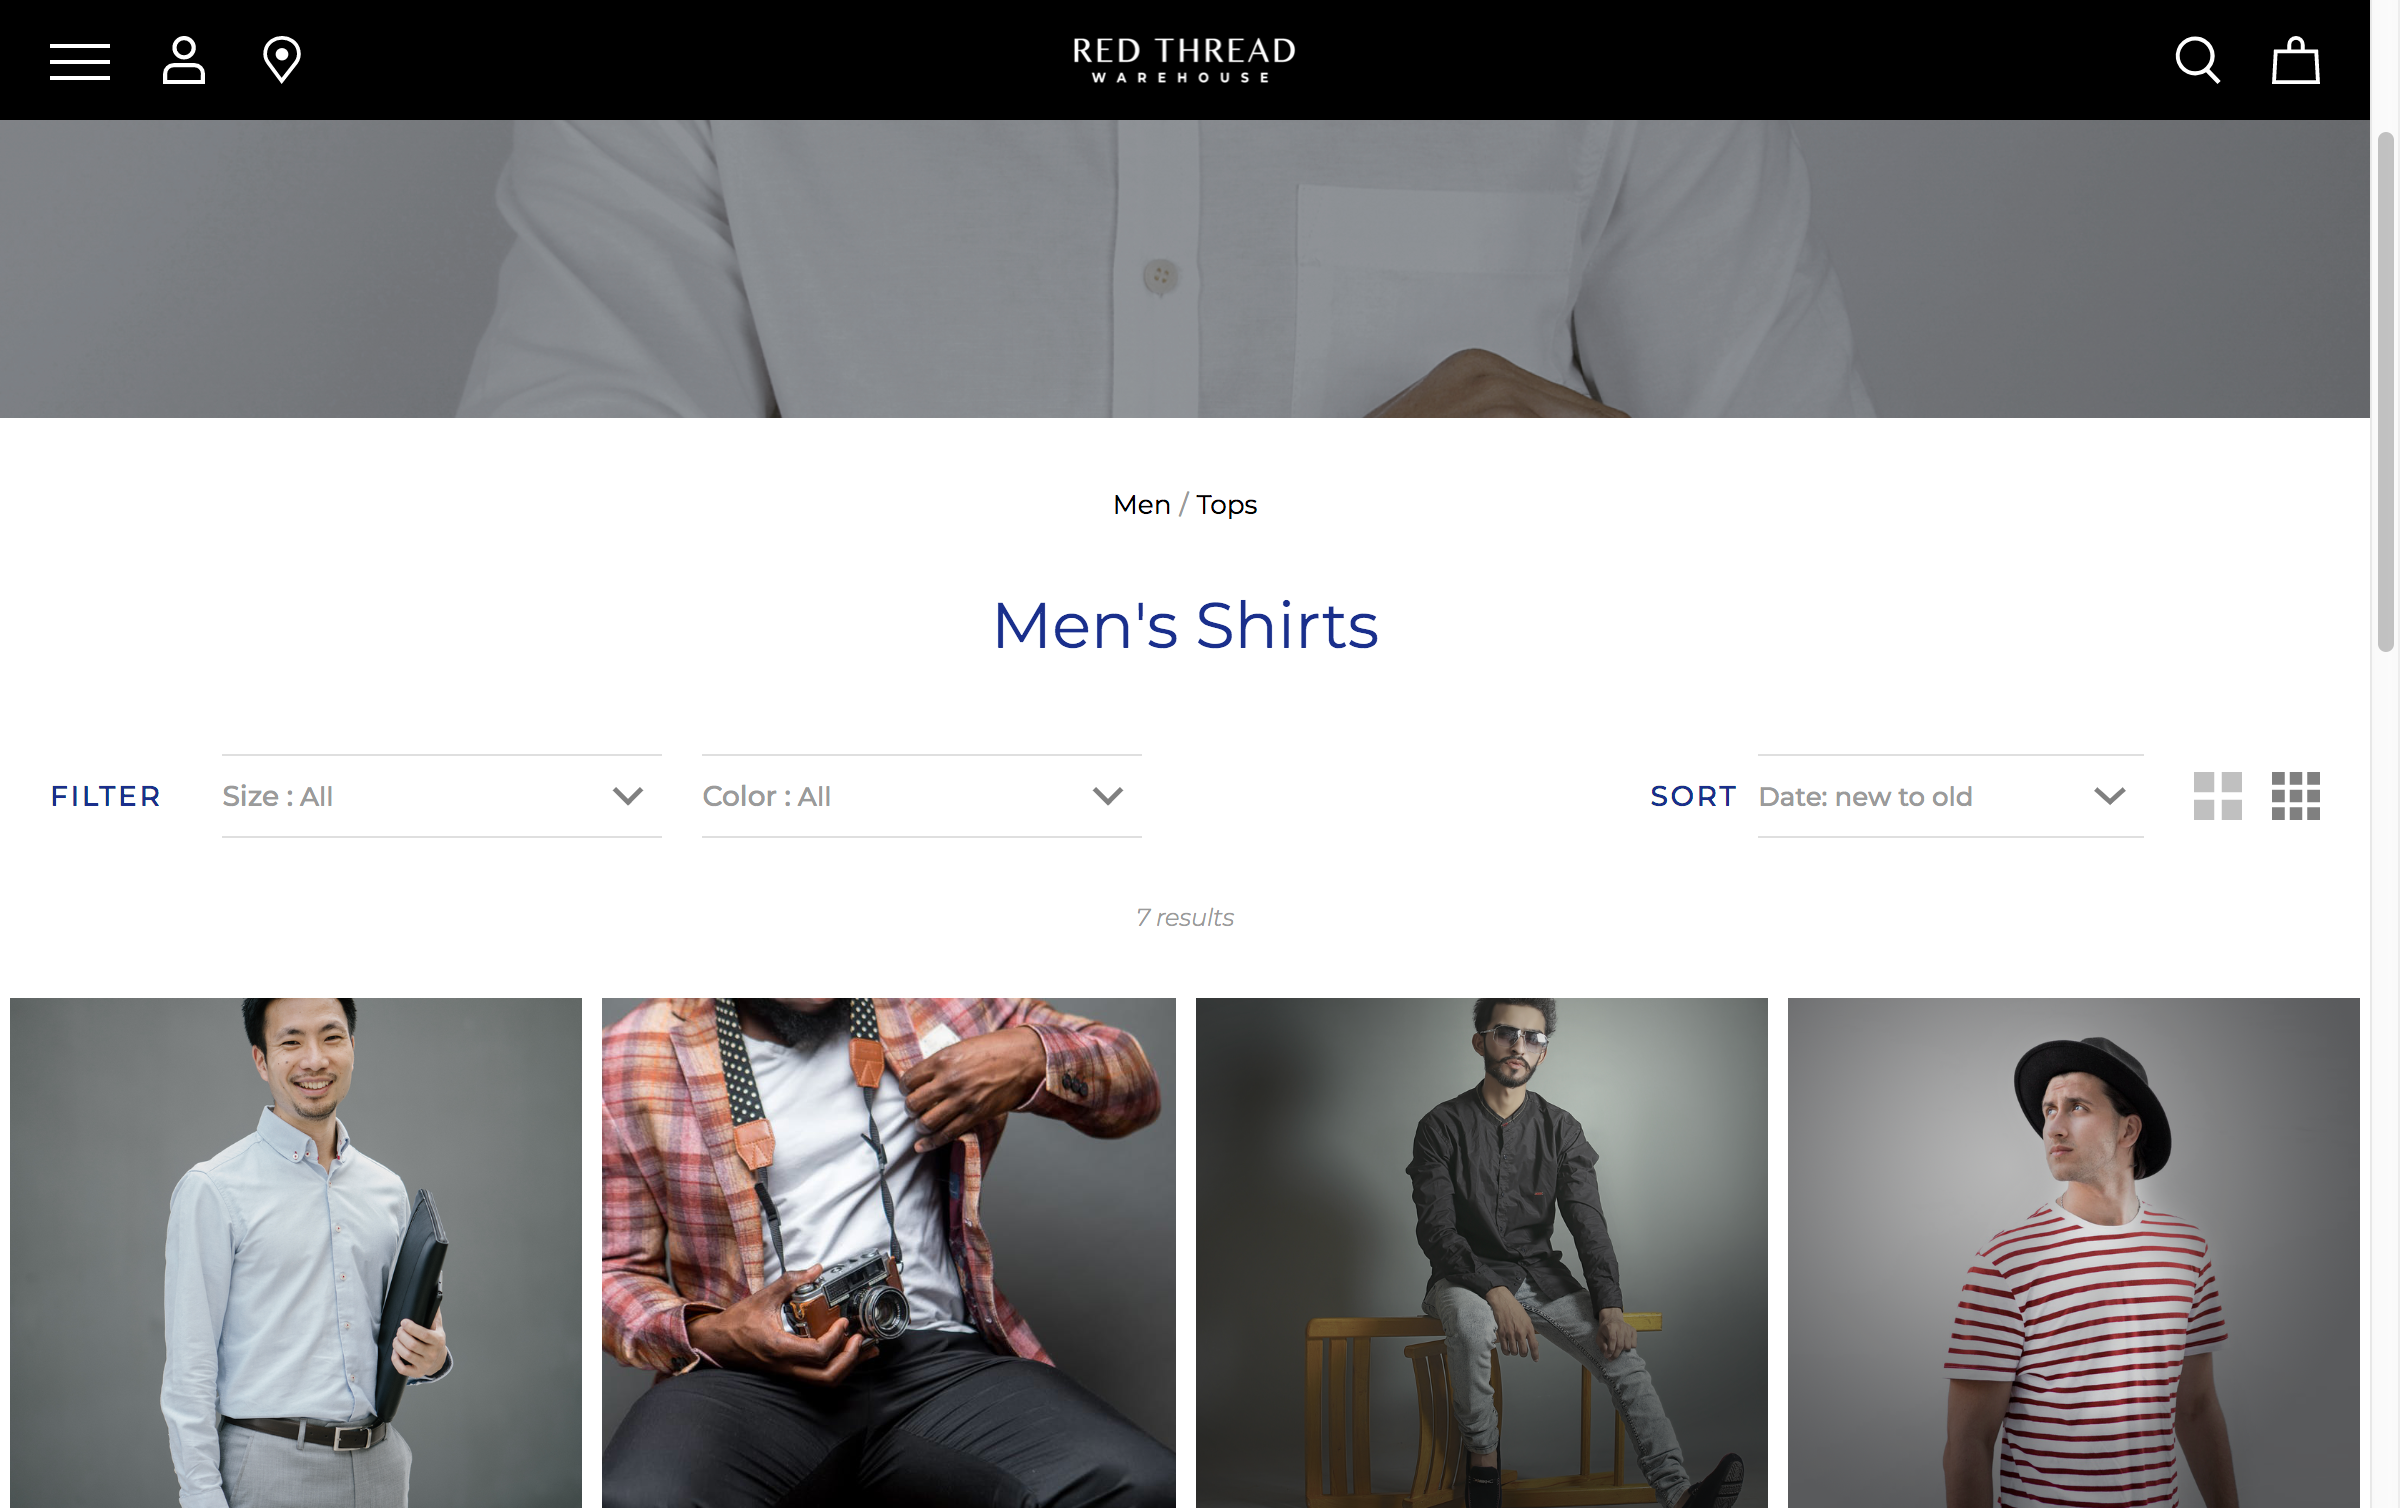 RED THREAD
WAREHOUSE
Men / Tops
Men's Shirts
FILTER Size : All Color : All SORT Date: new to old
7 results